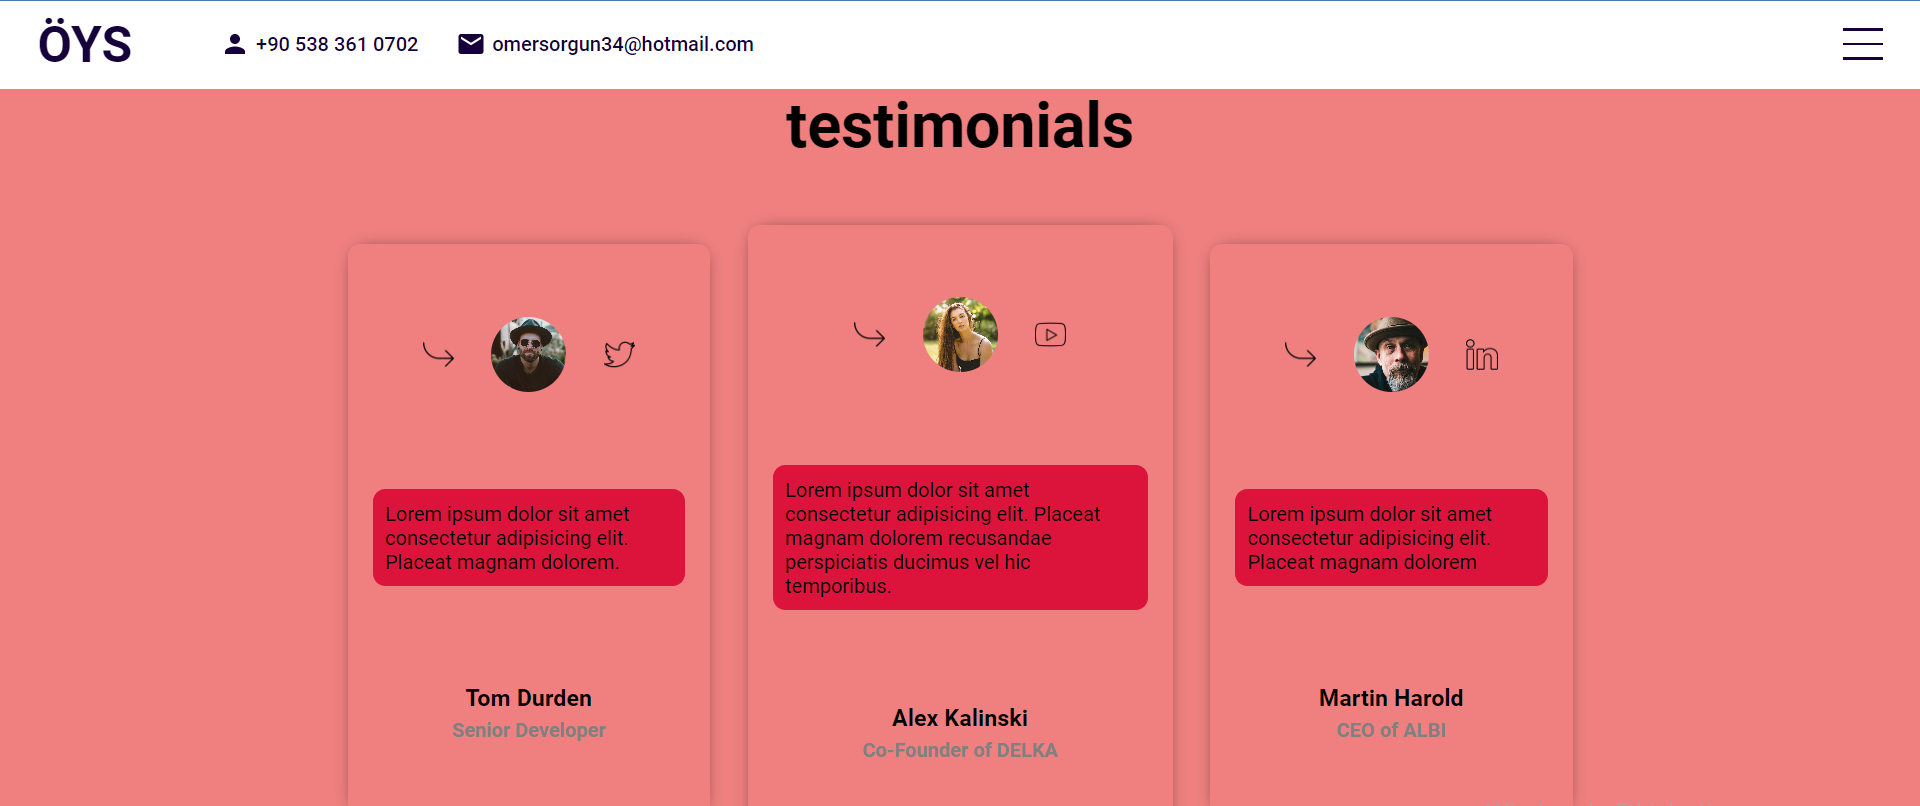 ÖYS
+90 538 361 0702
omersorgun34@hotmail.com
testimonials
Lorem ipsum dolor sit amet
consectetur adipisicing elit.
Placeat magnam dolorem.
Tom Durden
Senior Developer
Lorem ipsum dolor sit amet
consectetur adipisicing elit. Placeat
magnam dolorem recusandae
perspiciatis ducimus vel hic
temporibus.
Alex Kalinski
Co-Founder of DELKA
Lorem ipsum dolor sit amet
consectetur adipisicing elit.
Placeat magnam dolorem
Martin Harold
CEO of ALBI